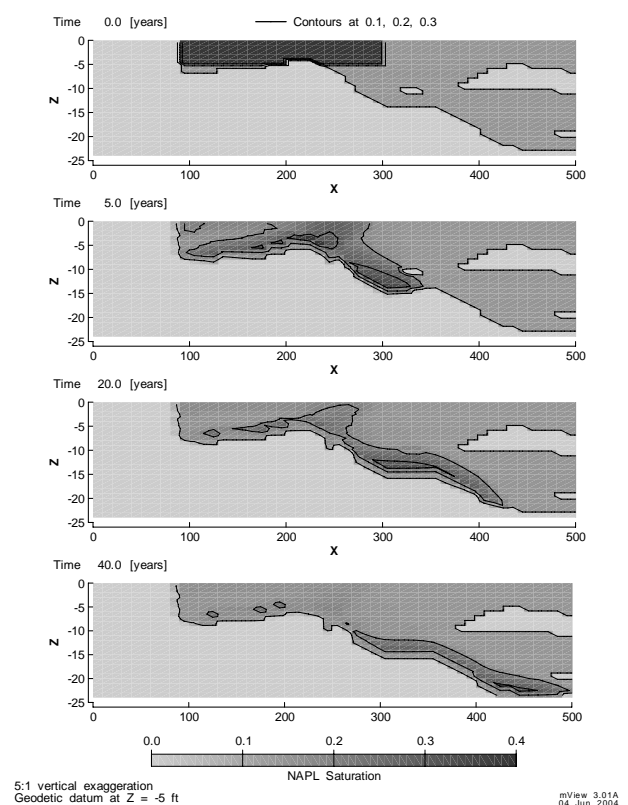 Time 0.0 [years] Contours at 0.1, 0.2, 0.3
0
-5
-10
-15
-20
-25
Z
0 100 200 300 400 500
X
Time 5.0 [years]
0
-5
-10
-15
-20
-25
Z
0 100 200 300 400 500
X
Time 20.0 [years]
0
-5
-10
-15
-20
-25
Z
0 100 200 300 400 500
X
Time 40.0 [years]
0
-5
-10
-15
-20
-25
Z
0 100 200 300 400 500
0.0 0.1 0.2 0.3 0.4
NAPL Saturation
5:1 vertical exaggeration
Geodetic datum at Z = -5 ft
mView 3.01A
04 Jun 2004